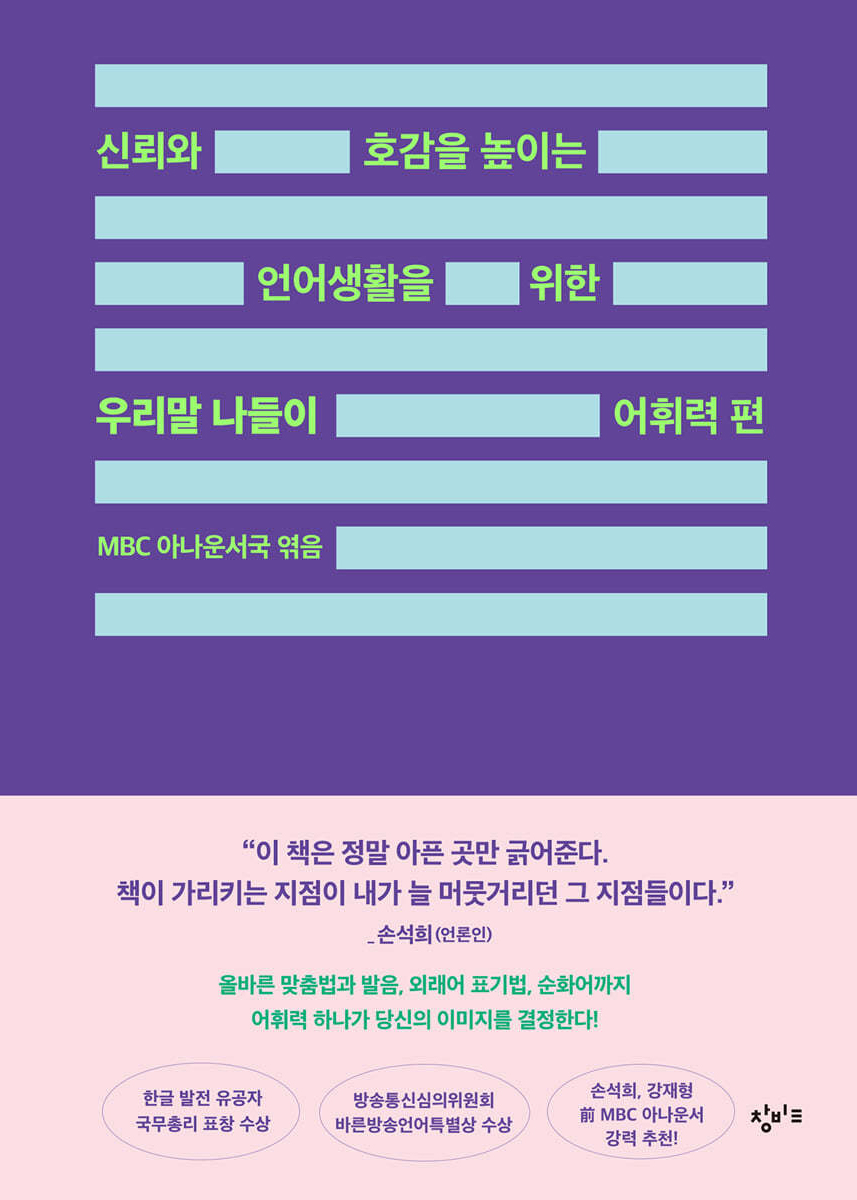 신뢰와 호감을 높이는
언어생활을 위한
우리말 나들이 어휘력 편
MBC 아나운서국 엮음
“이 책은 정말 아픈 곳만 긁어준다.
책이 가리키는 지점이 내가 늘 머뭇거리던 그 지점들이다.”
_손석희(언론인)
올바른 맞춤법과 발음, 외래어 표기법, 순화어까지
어휘력 하나가 당신의 이미지를 결정한다!
한글 발전 유공자
국무총리 표창 수상
방송통신심의위원회
바른방송언어특별상 수상
손석희, 강재형
前 MBC 아나운서
강력 추천!
창비